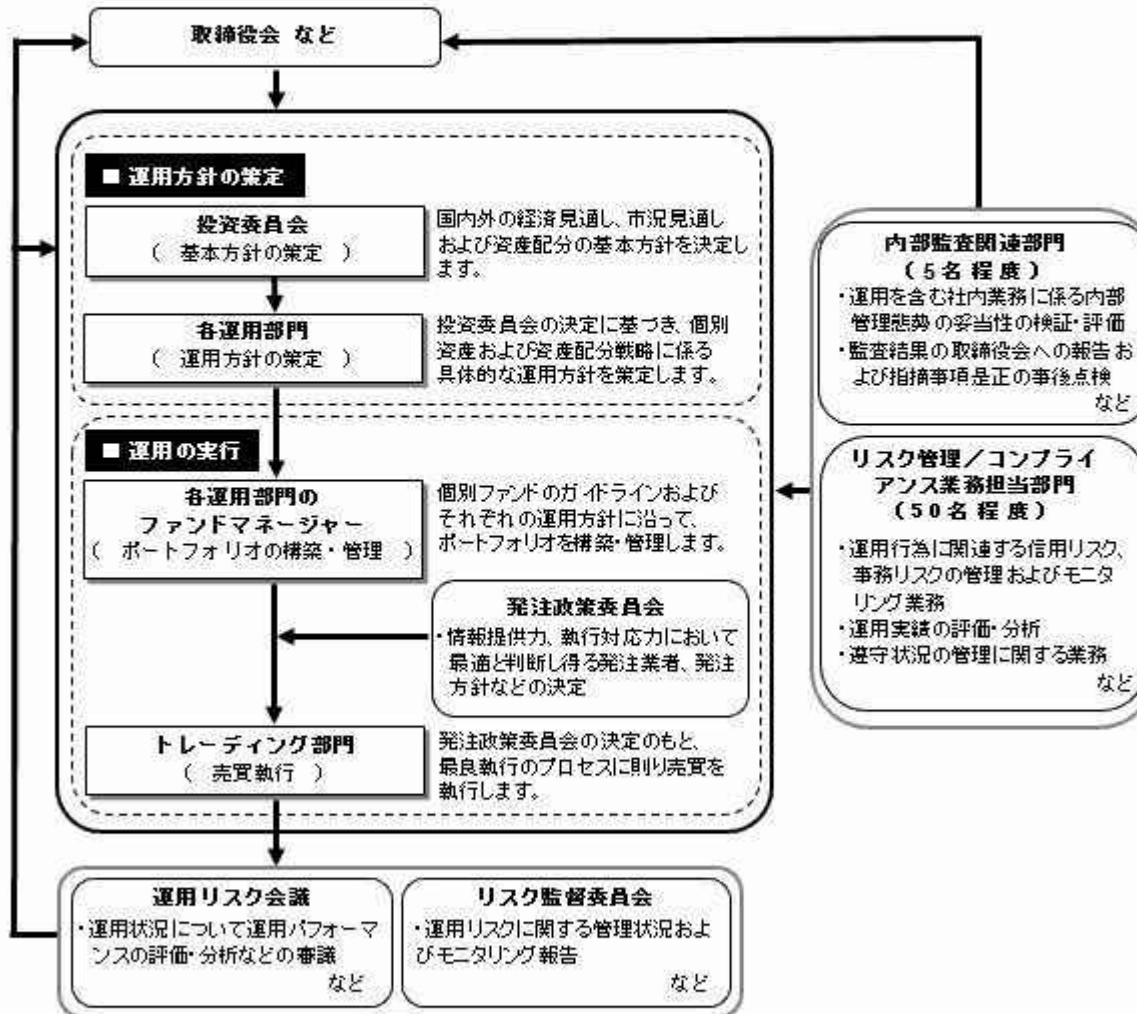 取締役会 など
■ 運用方針の策定
投資委員会
( 基本方針の策定 )
国内外の経済見通し、市況見通し
および資産配分の基本方針を決定し
ます。
各運用部門
( 運用方針の策定 )
投資委員会の決定に基づき、個別
資産および資産配分戦略に係る
具体的な運用方針を策定します。
■ 運用の実行
各運用部門の
ファンドマネージャー
( ポートフォリオの構築・管理 )
個別ファンドのガイドラインおよび
それぞれの運用方針に沿って、
ポートフォリオを構築・管理します。
発注政策委員会
・情報提供力、執行対応力において
最適と判断し得る発注業者、発注
方針などの決定
トレーディング部門
( 売買執行 )
発注政策委員会の決定のもと、
最良執行のプロセスに則り売買を
執行します。
内部監査関連部門
(5名程度)
・運用を含む社内業務に係る内部
管理態勢の妥当性の検証・評価
・監査結果の取締役会への報告お
よび指摘事項是正の事後点検
など
リスク管理/コンプライ
アンス業務担当部門
(50名程度)
・運用行為に関連する信用リスク、
事務リスクの管理およびモニタ
リング業務
・運用実績の評価・分析
・遵守状況の管理に関する業務
など
運用リスク会議
・運用状況について運用パフォーマ
ンスの評価・分析などの審議
など
リスク監督委員会
・運用リスクに関する管理状況およ
びモニタリング報告
など